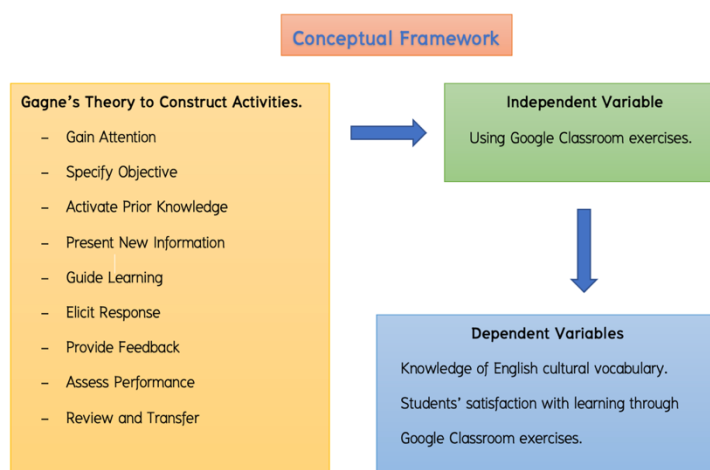 Conceptual Framework
Gagne's Theory to Construct Activities.
– Gain Attention
– Specify Objective
– Activate Prior Knowledge
– Present New Information
– Guide Learning
– Elicit Response
– Provide Feedback
– Assess Performance
– Review and Transfer
Independent Variable
Using Google Classroom exercises.
Dependent Variables
Knowledge of English cultural vocabulary.
Students' satisfaction with learning through
Google Classroom exercises.